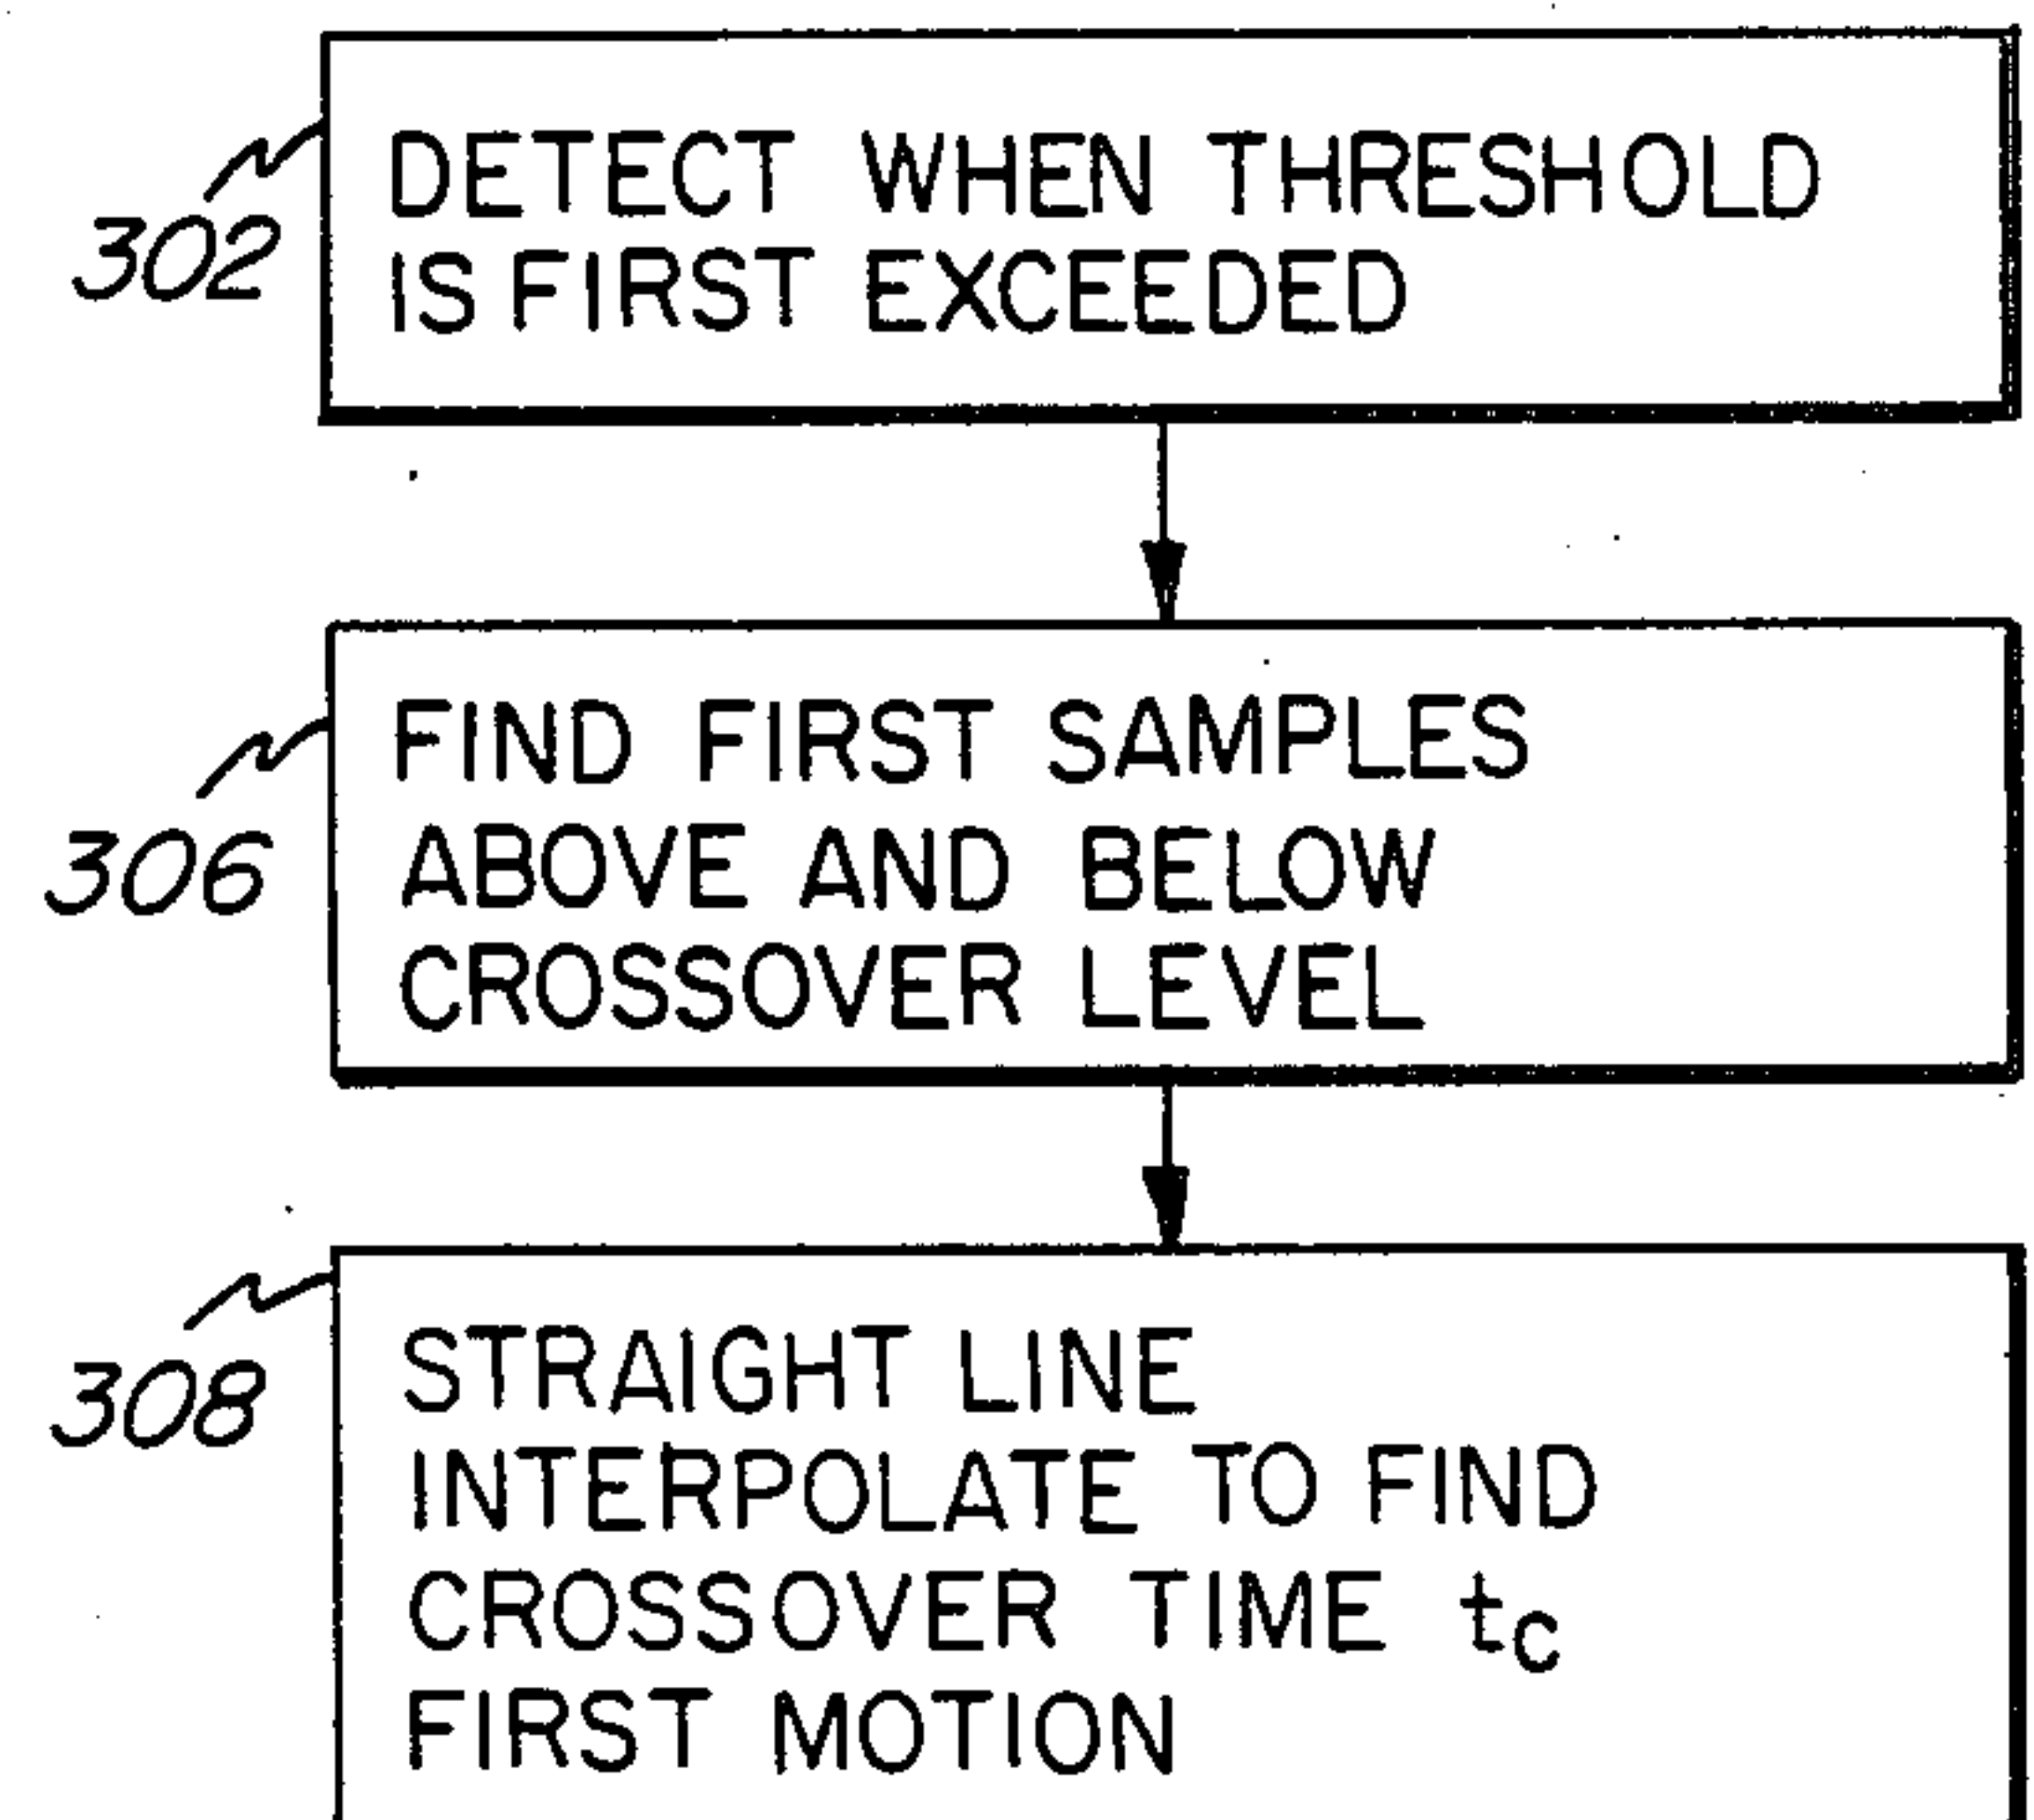 DETECT WHEN THRESHOLD
IS FIRST EXCEEDED
302
FIND FIRST SAMPLES
ABOVE AND BELOW
CROSSOVER LEVEL
306
STRAIGHT LINE
INTERPOLATE TO FIND
CROSSOVER TIME tc
FIRST MOTION
308